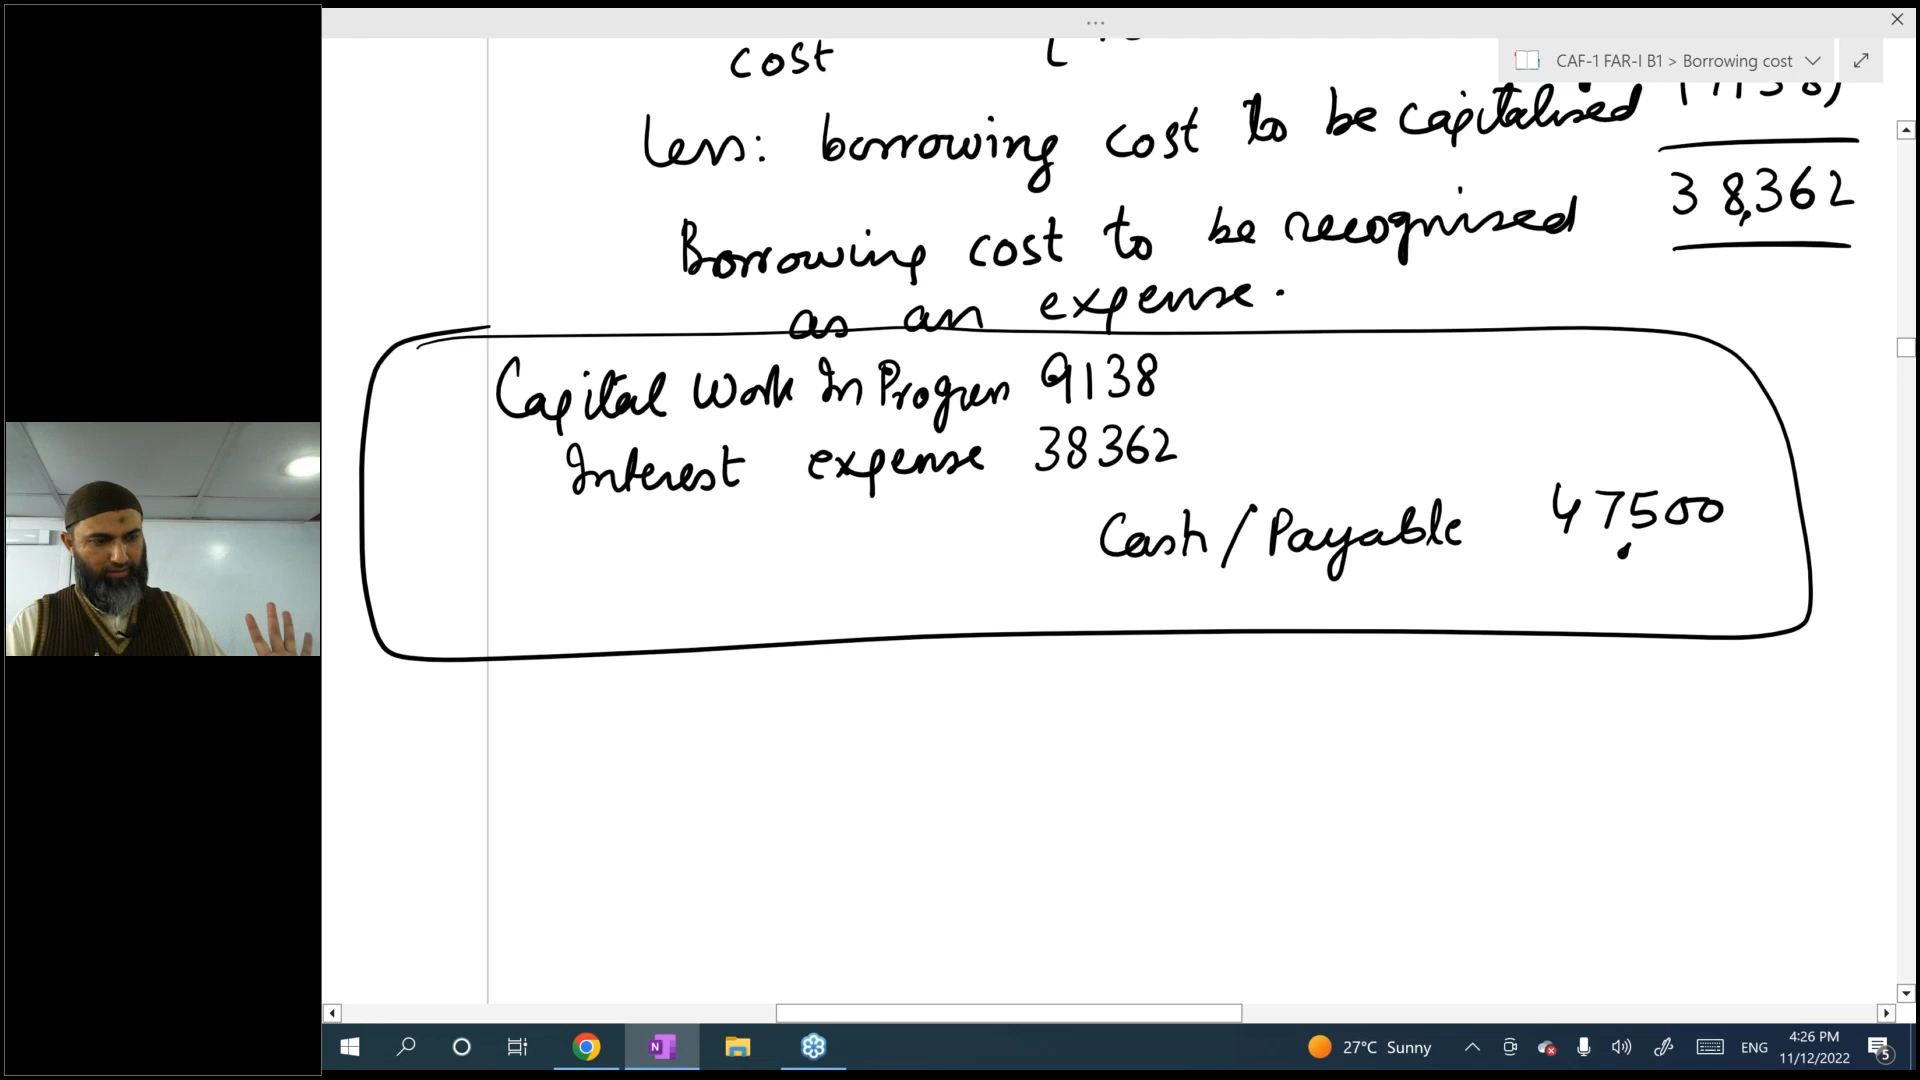 cost
CAF-1 FAR-I B1 > Borrowing cost
Less: borrowing cost to be capitalised
38,362
Borrowing cost to be recognised
as an expense.
Capital Work In Progress 9138
Interest expense 38362
Cash/Payable 47500
27°C Sunny
ENG
4:26 PM
11/12/2022
5